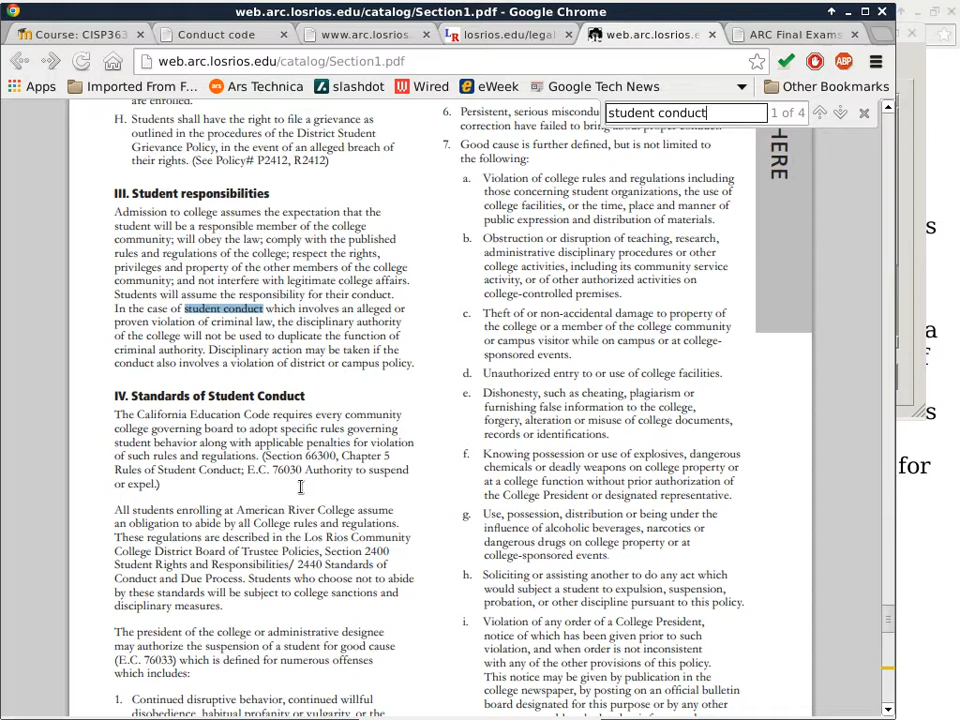 web.arc.losrios.edu/catalog/Section1.pdf - Google Chrome
Course: CISP363
Conduct code
www.arc.losrios.
losrios.edu/legal
web.arc.losrios.e
ARC Final Exams
web.arc.losrios.edu/catalog/Section1.pdf
ABP
Apps
Imported From F...
Ars Technica
slashdot
Wired
eWeek
Google Tech News
Other Bookmarks
student conduct
1 of 4
are enrolled.
H. Students shall have the right to file a grievance as
outlined in the procedures of the District Student
Grievance Policy, in the event of an alleged breach of
their rights. (See Policy# P2412, R2412)
III. Student responsibilities
Admission to college assumes the expectation that the
student will be a responsible member of the college
community; will obey the law; comply with the published
rules and regulations of the college; respect the rights,
privileges and property of the other members of the college
community; and not interfere with legitimate college affairs.
Students will assume the responsibility for their conduct.
In the case of student conduct which involves an alleged or
proven violation of criminal law, the disciplinary authority
of the college will not be used to duplicate the function of
criminal authority. Disciplinary action may be taken if the
conduct also involves a violation of district or campus policy.
IV. Standards of Student Conduct
The California Education Code requires every community
college governing board to adopt specific rules governing
student behavior along with applicable penalties for violation
of such rules and regulations. (Section 66300, Chapter 5
Rules of Student Conduct; E.C. 76030 Authority to suspend
or expel.)
All students enrolling at American River College assume
an obligation to abide by all College rules and regulations.
These regulations are described in the Los Rios Community
College District Board of Trustee Policies, Section 2400
Student Rights and Responsibilities/ 2440 Standards of
Conduct and Due Process. Students who choose not to abide
by these standards will be subject to college sanctions and
disciplinary measures.
The president of the college or administrative designee
may authorize the suspension of a student for good cause
(E.C. 76033) which is defined for numerous offenses
which includes:
1. Continued disruptive behavior, continued willful
disobedience, habitual profanity or vulgarity, or the
6. Persistent, serious miscondu
correction have failed to bring about proper conduct.
7. Good cause is further defined, but is not limited to
the following:
a. Violation of college rules and regulations including
those concerning student organizations, the use of
college facilities, or the time, place and manner of
public expression and distribution of materials.
b. Obstruction or disruption of teaching, research,
administrative disciplinary procedures or other
college activities, including its community service
activity, or of other authorized activities on
college-controlled premises.
c. Theft of or non-accidental damage to property of
the college or a member of the college community
or campus visitor while on campus or at college-
sponsored events.
d. Unauthorized entry to or use of college facilities.
e. Dishonesty, such as cheating, plagiarism or
furnishing false information to the college,
forgery, alteration or misuse of college documents,
records or identifications.
f. Knowing possession or use of explosives, dangerous
chemicals or deadly weapons on college property or
at a college function without prior authorization of
the College President or designated representative.
g. Use, possession, distribution or being under the
influence of alcoholic beverages, narcotics or
dangerous drugs on college property or at
college-sponsored events.
h. Soliciting or assisting another to do any act which
would subject a student to expulsion, suspension,
probation, or other discipline pursuant to this policy.
i. Violation of any order of a College President,
notice of which has been given prior to such
violation, and when order is not inconsistent
with any of the other provisions of this policy.
This notice may be given by publication in the
college newspaper, by posting on an official bulletin
board designated for this purpose or by any other
HERE
s
a
f
s
for